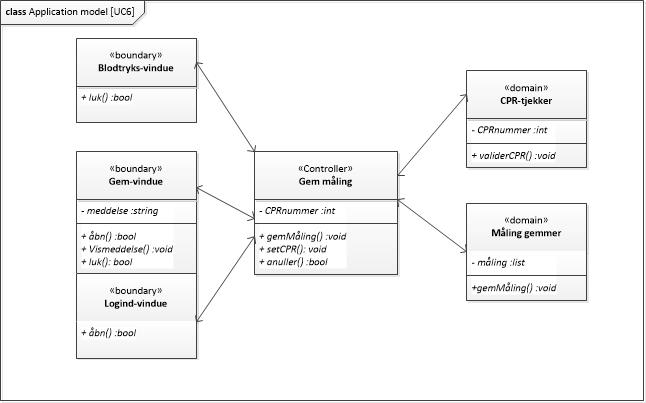 class Application model [UC6]
«boundary»
Blodtryks-vindue
+ luk() :bool
«boundary»
Gem-vindue
- meddelse :string
+ åbn() :bool
+ Vismeddelse() :void
+ luk(): bool
«boundary»
Logind-vindue
+ åbn() :bool
«Controller»
Gem måling
- CPRnummer :int
+ gemMåling() :void
+ setCPR(): void
+ anuller() :bool
«domain»
CPR-tjekker
- CPRnummer :int
+ validerCPR() :void
«domain»
Måling gemmer
- måling :list
+gemMåling() :void